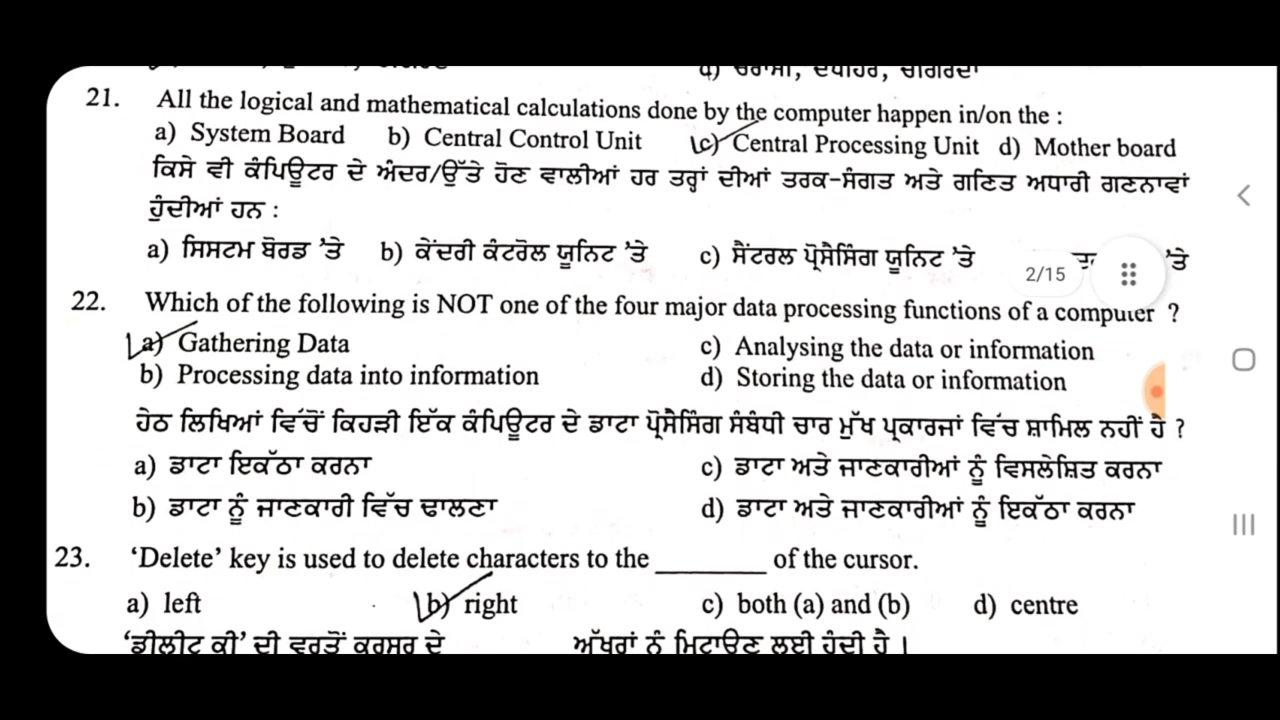 21. All the logical and mathematical calculations done by the computer happen in/on the :
a) System Board b) Central Control Unit c) Central Processing Unit d) Mother board
ਕਿਸੇ ਵੀ ਕੰਪਿਊਟਰ ਦੇ ਅੰਦਰ/ਉੱਤੇ ਹੋਣ ਵਾਲੀਆਂ ਹਰ ਤਰ੍ਹਾਂ ਦੀਆਂ ਤਰਕ-ਸੰਗਤ ਅਤੇ ਗਣਿਤ ਅਧਾਰੀ ਗਣਨਾਵਾਂ
ਹੁੰਦੀਆਂ ਹਨ :
a) ਸਿਸਟਮ ਬੋਰਡ ’ਤੇ b) ਕੇਂਦਰੀ ਕੰਟਰੋਲ ਯੂਨਿਟ ’ਤੇ c) ਸੈਂਟਰਲ ਪ੍ਰੋਸੈਸਿੰਗ ਯੂਨਿਟ ’ਤੇ ’ਤੇ
2/15
22. Which of the following is NOT one of the four major data processing functions of a computer ?
a) Gathering Data c) Analysing the data or information
b) Processing data into information d) Storing the data or information
ਹੇਠ ਲਿਖਿਆਂ ਵਿੱਚੋਂ ਕਿਹੜੀ ਇੱਕ ਕੰਪਿਊਟਰ ਦੇ ਡਾਟਾ ਪ੍ਰੋਸੈਸਿੰਗ ਸੰਬੰਧੀ ਚਾਰ ਮੁੱਖ ਪ੍ਰਕਾਰਜਾਂ ਵਿੱਚ ਸ਼ਾਮਿਲ ਨਹੀਂ ਹੈ ?
a) ਡਾਟਾ ਇਕੱਠਾ ਕਰਨਾ c) ਡਾਟਾ ਅਤੇ ਜਾਣਕਾਰੀਆਂ ਨੂੰ ਵਿਸਲੇਸ਼ਿਤ ਕਰਨਾ
b) ਡਾਟਾ ਨੂੰ ਜਾਣਕਾਰੀ ਵਿੱਚ ਢਾਲਣਾ d) ਡਾਟਾ ਅਤੇ ਜਾਣਕਾਰੀਆਂ ਨੂੰ ਇਕੱਠਾ ਕਰਨਾ
23. ‘Delete’ key is used to delete characters to the ________ of the cursor.
a) left b) right c) both (a) and (b) d) centre
‘ਡੀਲੀਟ ਕੀ’ ਦੀ ਵਰਤੋਂ ਕਰਸਰ ਦੇ ਅੱਖਰਾਂ ਨੂੰ ਮਿਟਾਉਣ ਲਈ ਹੁੰਦੀ ਹੈ ।